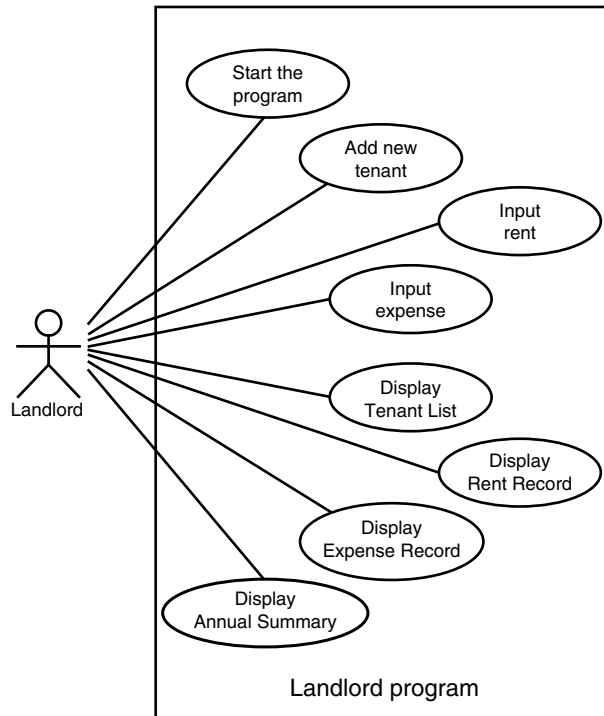 Start the
program
Add new
tenant
Input
rent
Input
expense
Landlord
Display
Tenant List
Display
Rent Record
Display
Expense Record
Display
Annual Summary
Landlord program